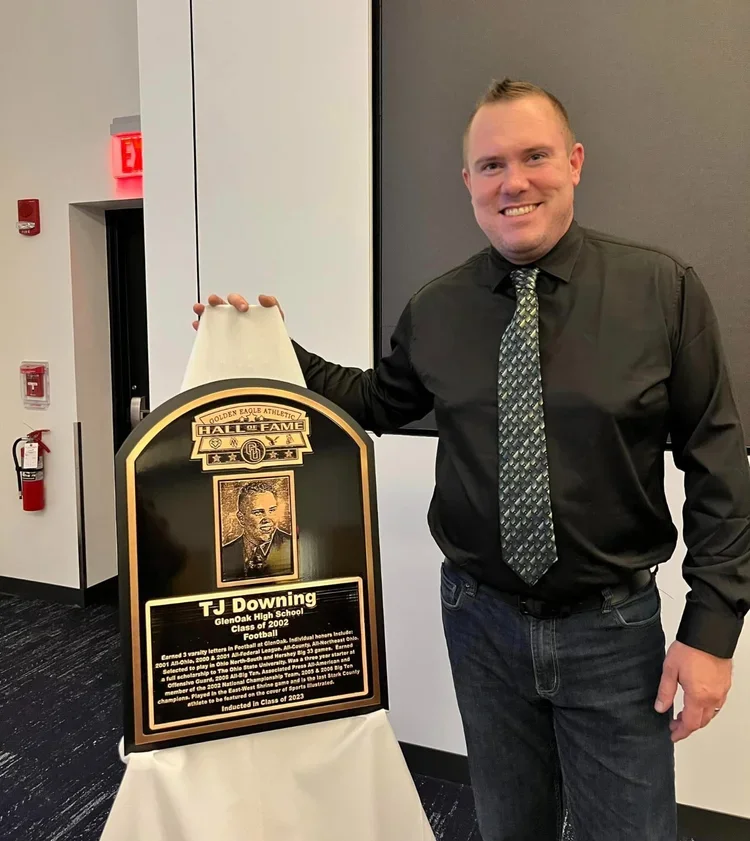 GOLDEN EAGLE ATHLETIC
HALL OF FAME
TJ Downing
GlenOak High School
Class of 2002
Football
Earned 3 varsity letters in Football at GlenOak. Individual honors include:
2001 All-Ohio, 2000 & 2001 All-Federal League, All-County, All-Northeast Ohio.
Selected to play in Ohio North-South and Hershey Big 33 games. Earned
a full scholarship to The Ohio State University. Was a three year starter at
Offensive Guard, 2006 All-Big Ten, Associated Press All-American and
member of the 2002 National Championship Team, 2005 & 2006 Big Ten
champions. Played in the East-West Shrine game and is the last Stark County
athlete to be featured on the cover of Sports Illustrated.
Inducted in Class of 2023